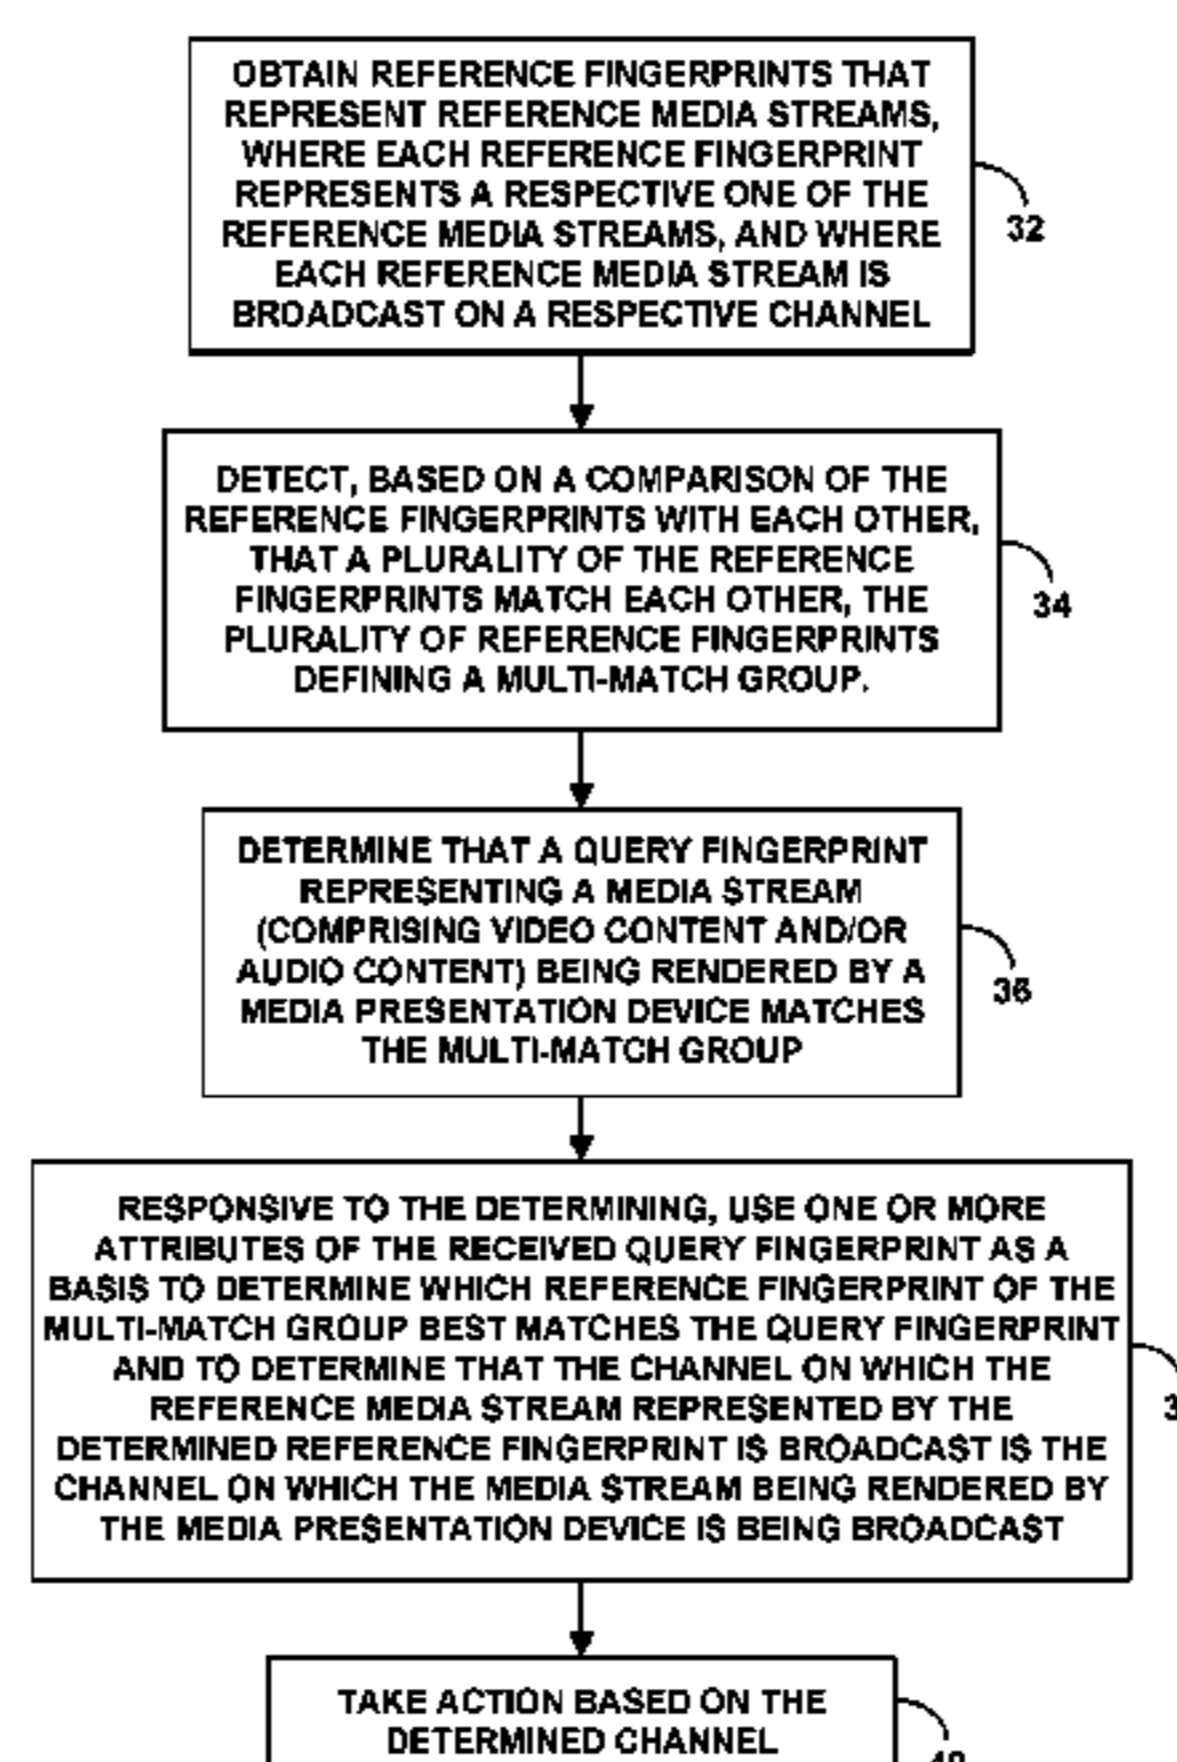 OBTAIN REFERENCE FINGERPRINTS THAT
REPRESENT REFERENCE MEDIA STREAMS,
WHERE EACH REFERENCE FINGERPRINT
REPRESENTS A RESPECTIVE ONE OF THE
REFERENCE MEDIA STREAMS, AND WHERE
EACH REFERENCE MEDIA STREAM IS
BROADCAST ON A RESPECTIVE CHANNEL
32
DETECT, BASED ON A COMPARISON OF THE
REFERENCE FINGERPRINTS WITH EACH OTHER,
THAT A PLURALITY OF THE REFERENCE
FINGERPRINTS MATCH EACH OTHER, THE
PLURALITY OF REFERENCE FINGERPRINTS
DEFINING A MULTI-MATCH GROUP.
34
DETERMINE THAT A QUERY FINGERPRINT
REPRESENTING A MEDIA STREAM
(COMPRISING VIDEO CONTENT AND/OR
AUDIO CONTENT) BEING RENDERED BY A
MEDIA PRESENTATION DEVICE MATCHES
THE MULTI-MATCH GROUP
36
RESPONSIVE TO THE DETERMINING, USE ONE OR MORE
ATTRIBUTES OF THE RECEIVED QUERY FINGERPRINT AS A
BASIS TO DETERMINE WHICH REFERENCE FINGERPRINT OF THE
MULTI-MATCH GROUP BEST MATCHES THE QUERY FINGERPRINT
AND TO DETERMINE THAT THE CHANNEL ON WHICH THE
REFERENCE MEDIA STREAM REPRESENTED BY THE
DETERMINED REFERENCE FINGERPRINT IS BROADCAST IS THE
CHANNEL ON WHICH THE MEDIA STREAM BEING RENDERED BY
THE MEDIA PRESENTATION DEVICE IS BEING BROADCAST
TAKE ACTION BASED ON THE
DETERMINED CHANNEL